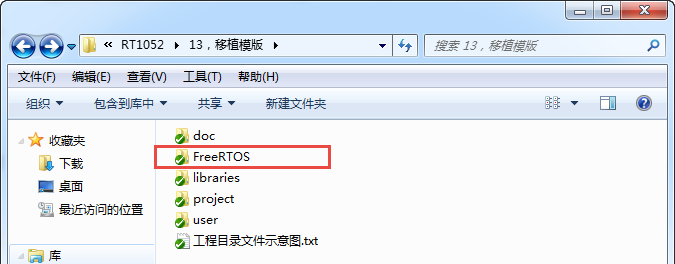 « RT1052 ▸ 13，移植模版
搜索 13，移植模版
文件(F) 编辑(E) 查看(V) 工具(T) 帮助(H)
组织 包含到库中 共享 新建文件夹
收藏夹
下载
桌面
最近访问的位置
库
doc
FreeRTOS
libraries
project
user
工程目录文件示意图.txt